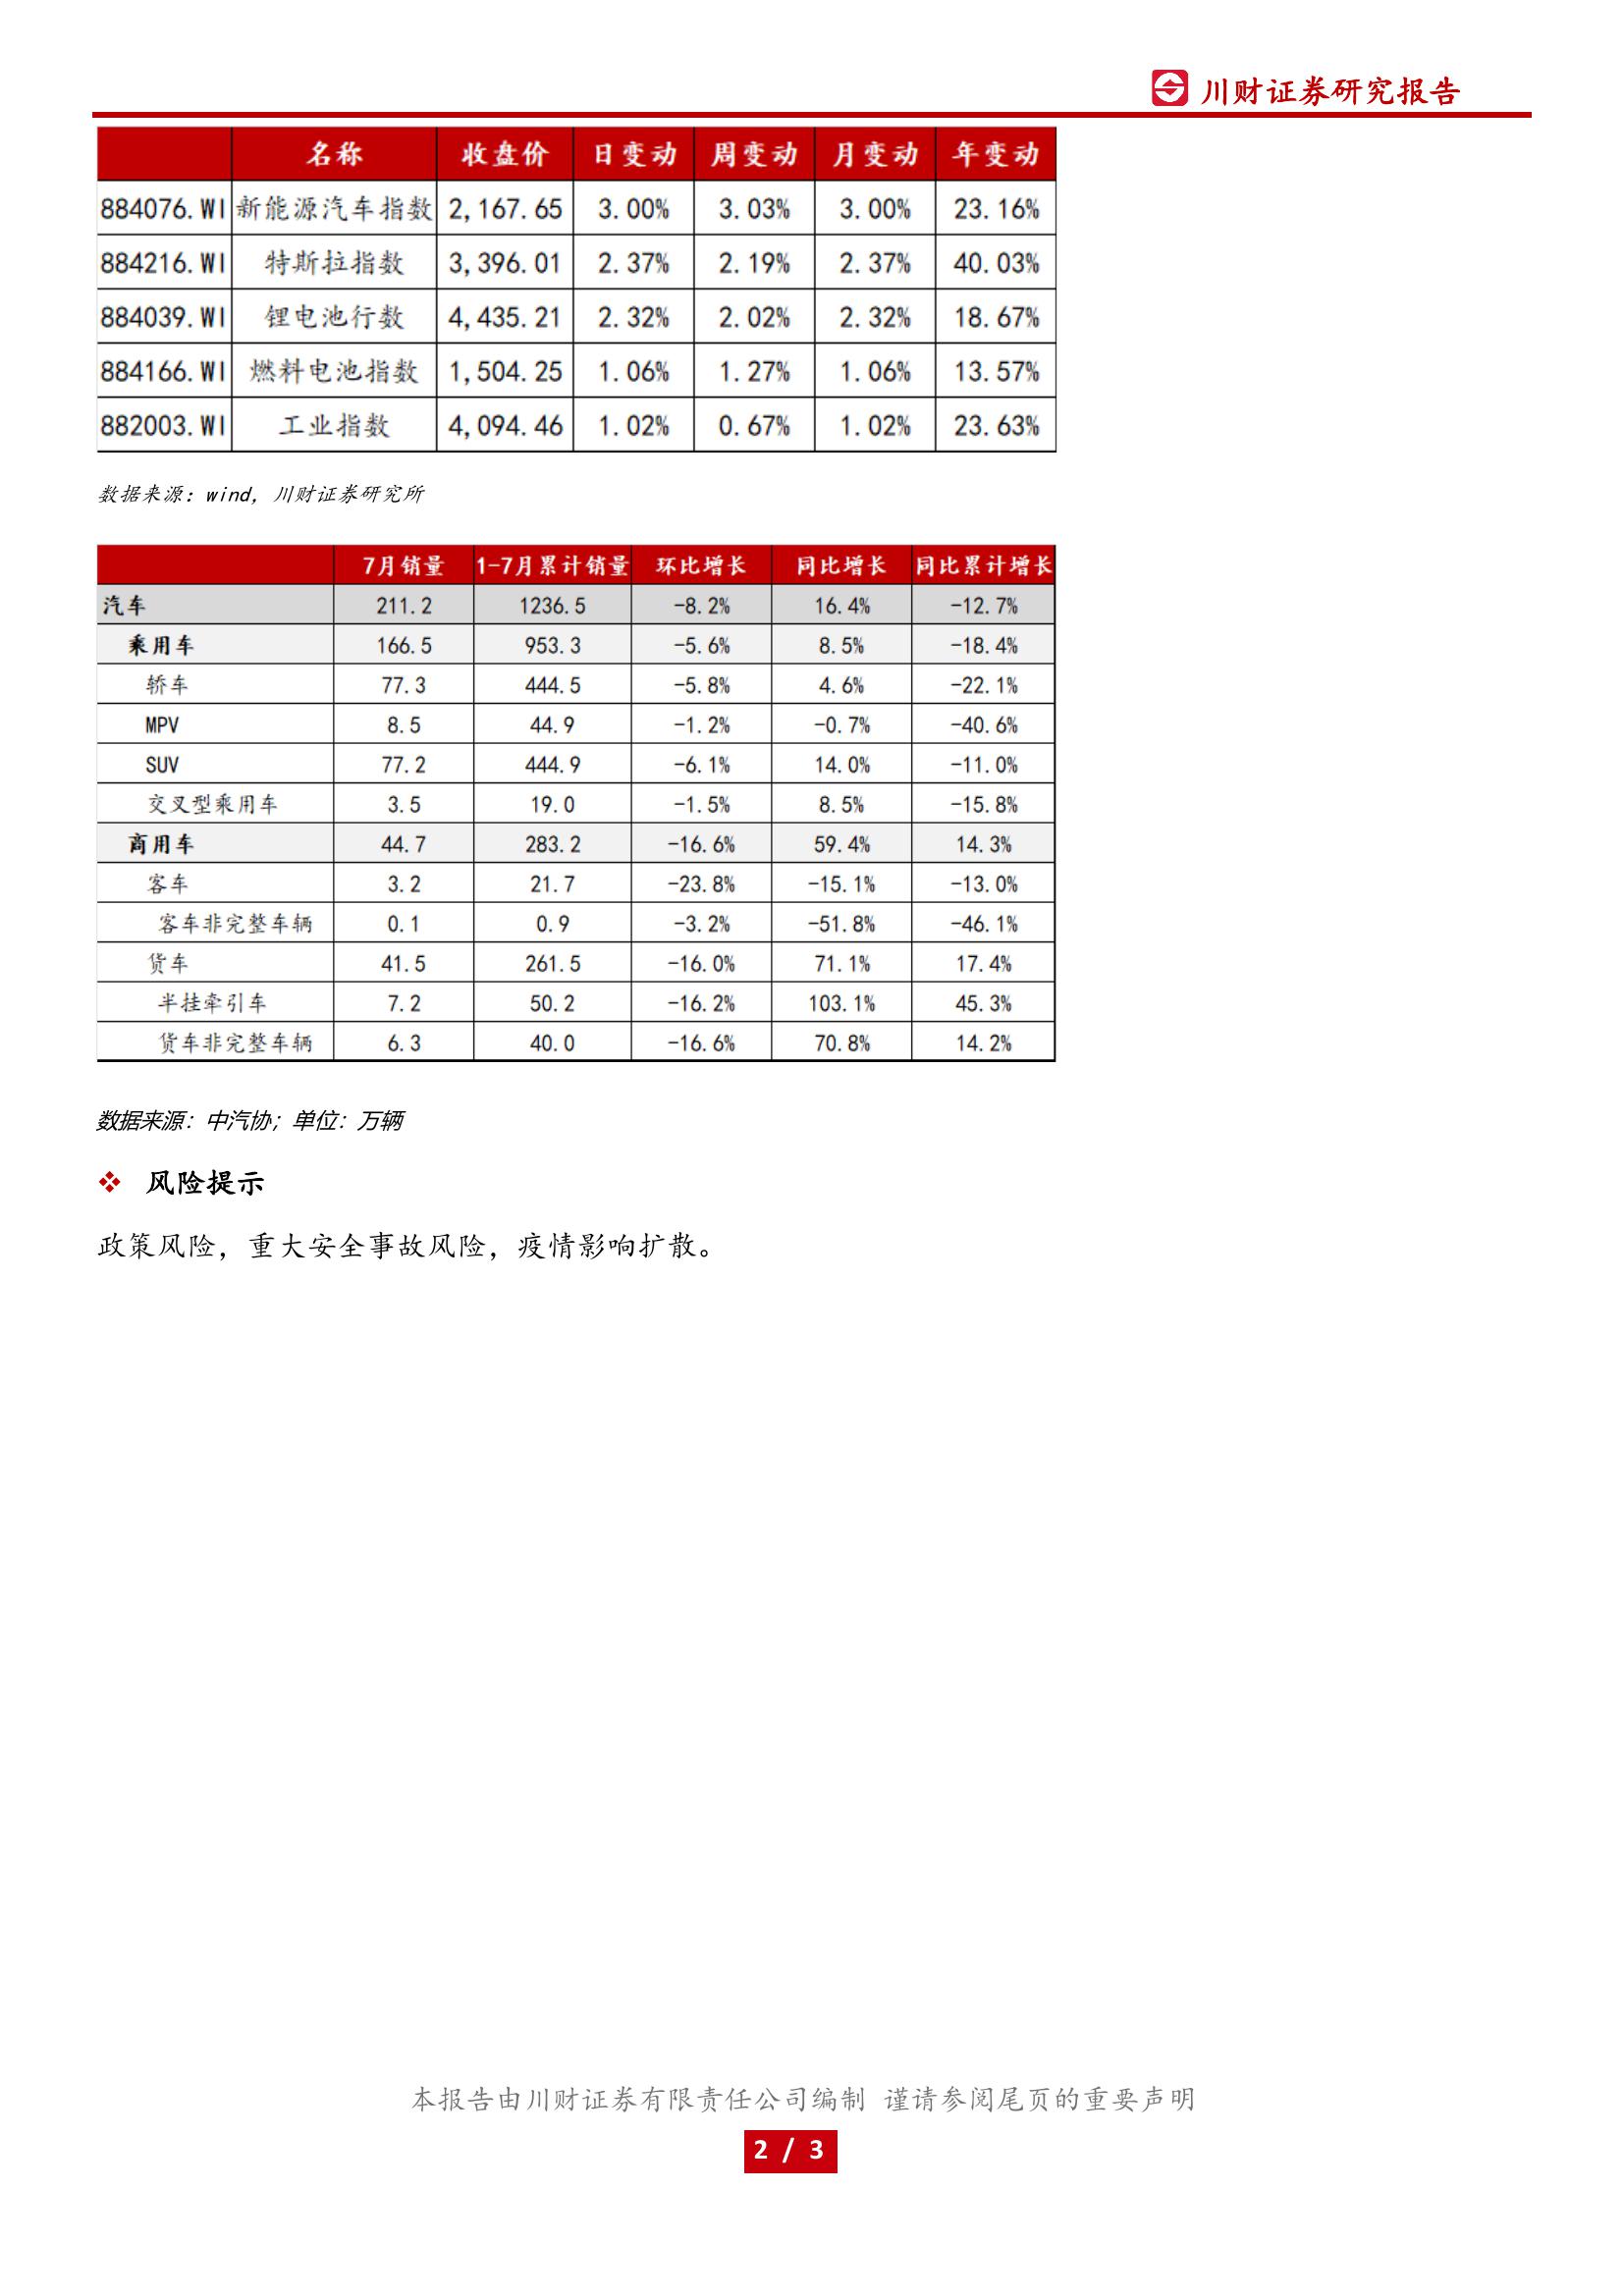 川财证券研究报告
名称 收盘价 日变动 周变动 月变动 年变动
884076.WI 新能源汽车指数 2,167.65 3.00% 3.03% 3.00% 23.16%
884216.WI 特斯拉指数 3,396.01 2.37% 2.19% 2.37% 40.03%
884039.WI 锂电池行数 4,435.21 2.32% 2.02% 2.32% 18.67%
884166.WI 燃料电池指数 1,504.25 1.06% 1.27% 1.06% 13.57%
882003.WI 工业指数 4,094.46 1.02% 0.67% 1.02% 23.63%
数据来源：wind，川财证券研究所
7月销量 1-7月累计销量 环比增长 同比增长 同比累计增长
汽车 211.2 1236.5 -8.2% 16.4% -12.7%
乘用车 166.5 953.3 -5.6% 8.5% -18.4%
轿车 77.3 444.5 -5.8% 4.6% -22.1%
MPV 8.5 44.9 -1.2% -0.7% -40.6%
SUV 77.2 444.9 -6.1% 14.0% -11.0%
交叉型乘用车 3.5 19.0 -1.5% 8.5% -15.8%
商用车 44.7 283.2 -16.6% 59.4% 14.3%
客车 3.2 21.7 -23.8% -15.1% -13.0%
客车非完整车辆 0.1 0.9 -3.2% -51.8% -46.1%
货车 41.5 261.5 -16.0% 71.1% 17.4%
半挂牵引车 7.2 50.2 -16.2% 103.1% 45.3%
货车非完整车辆 6.3 40.0 -16.6% 70.8% 14.2%
数据来源：中汽协；单位：万辆
❖ 风险提示
政策风险，重大安全事故风险，疫情影响扩散。
本报告由川财证券有限责任公司编制 谨请参阅尾页的重要声明
2 / 3